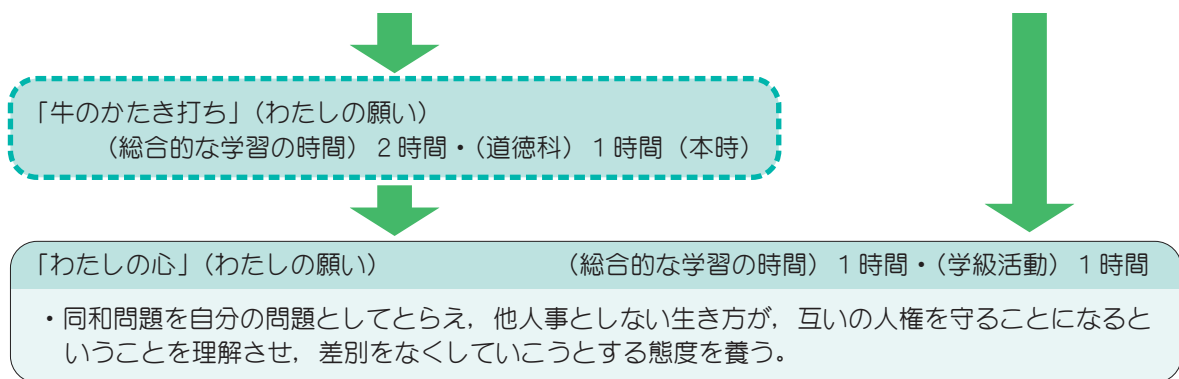 「牛のかたき打ち」（わたしの願い）
（総合的な学習の時間）２時間・（道徳科）１時間（本時）
「わたしの心」（わたしの願い）　（総合的な学習の時間）１時間・（学級活動）１時間
・同和問題を自分の問題としてとらえ，他人事としない生き方が，互いの人権を守ることになると
いうことを理解させ，差別をなくしていこうとする態度を養う。